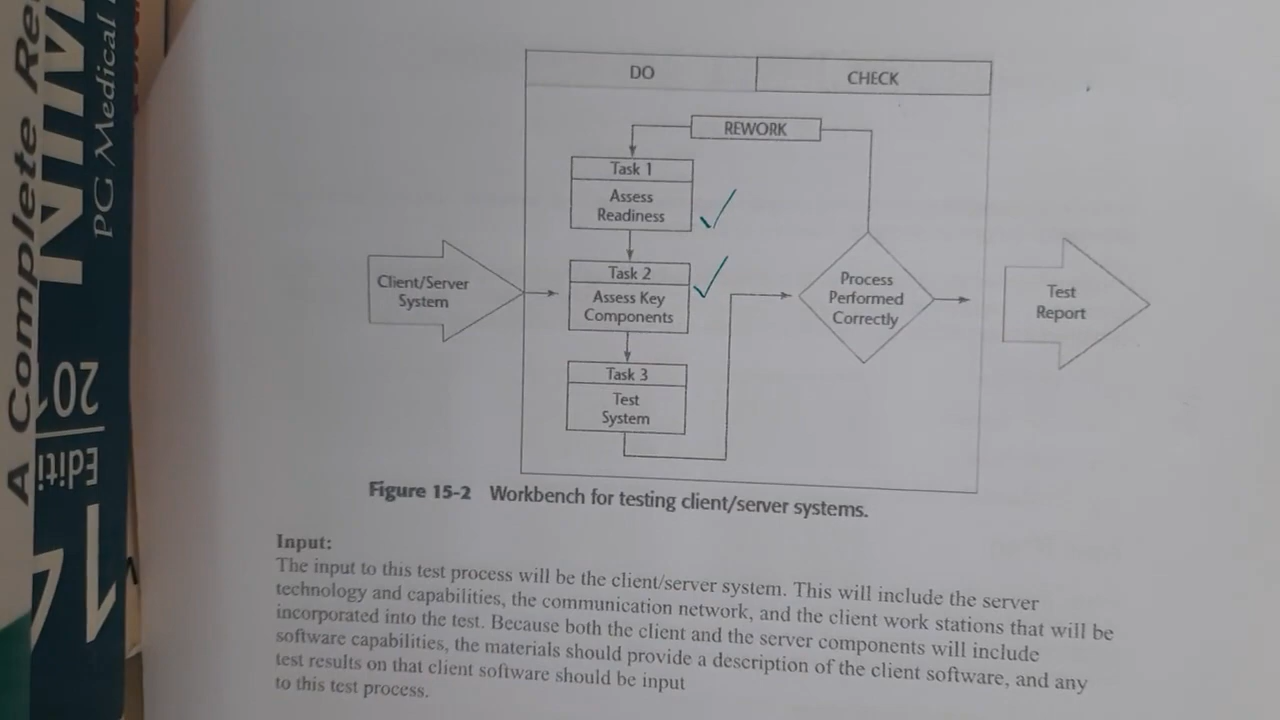 A Complete Re
PG Medical
20
Editi
1
DO
CHECK
REWORK
Task 1
Assess
Readiness
Client/Server
System
Task 2
Assess Key
Components
Task 3
Test
System
Process
Performed
Correctly
Test
Report
Figure 15-2 Workbench for testing client/server systems.
Input:
The input to this test process will be the client/server system. This will include the server
technology and capabilities, the communication network, and the client work stations that will be
incorporated into the test. Because both the client and the server components will include
software capabilities, the materials should provide a description of the client software, and any
test results on that client software should be input
to this test process.